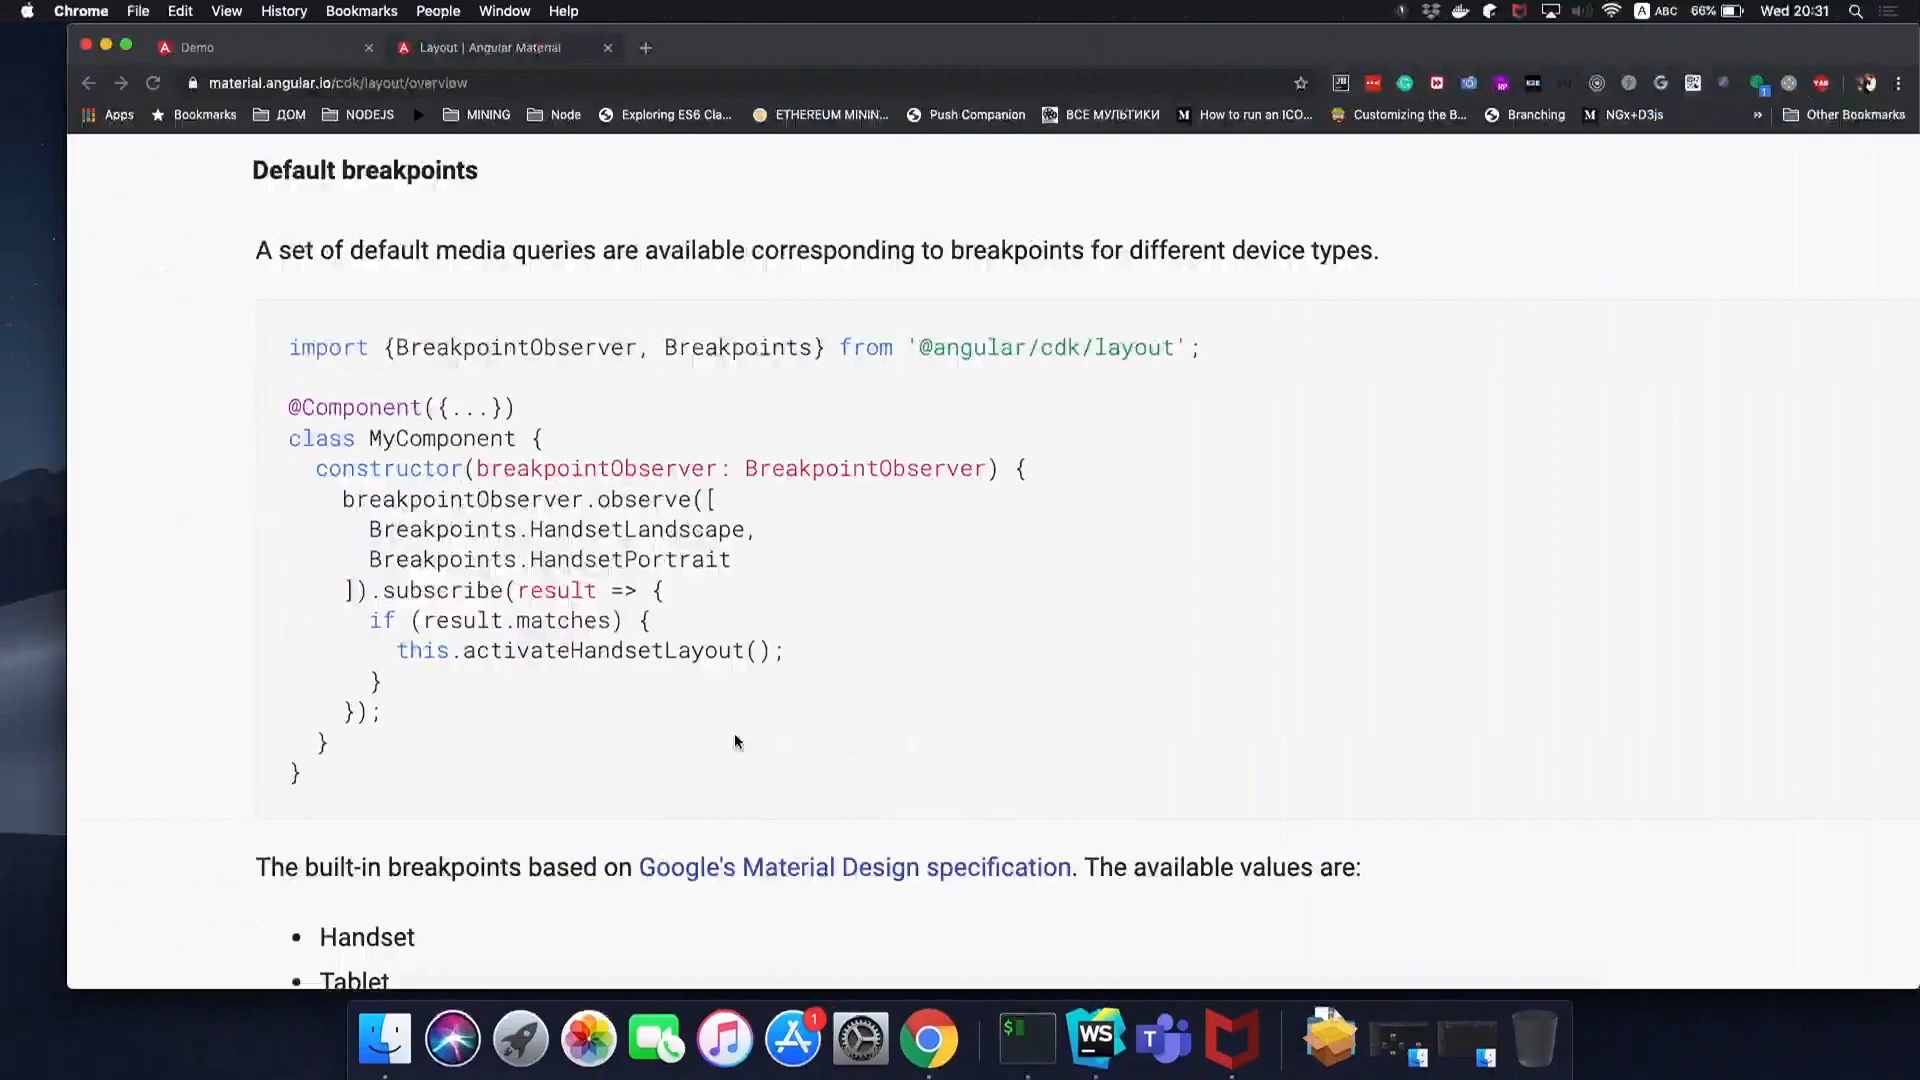 Chrome File Edit View History Bookmarks People Window Help A ABC 66% Wed 20:31
Demo Layout | Angular Material
material.angular.io/cdk/layout/overview
Apps Bookmarks ДОМ NODEJS MINING Node Exploring ES6 Cla... ETHEREUM MININ... Push Companion ВСЕ МУЛЬТИКИ M How to run an ICO... Customizing the B... Branching M NGx+D3js » Other Bookmarks
Default breakpoints
A set of default media queries are available corresponding to breakpoints for different device types.
import {BreakpointObserver, Breakpoints} from '@angular/cdk/layout';
@Component({...})
class MyComponent {
constructor(breakpointObserver: BreakpointObserver) {
breakpointObserver.observe([
Breakpoints.HandsetLandscape,
Breakpoints.HandsetPortrait
]).subscribe(result => {
if (result.matches) {
this.activateHandsetLayout();
}
});
}
}
The built-in breakpoints based on Google's Material Design specification. The available values are:
• Handset
• Tablet
1
$
WS
T